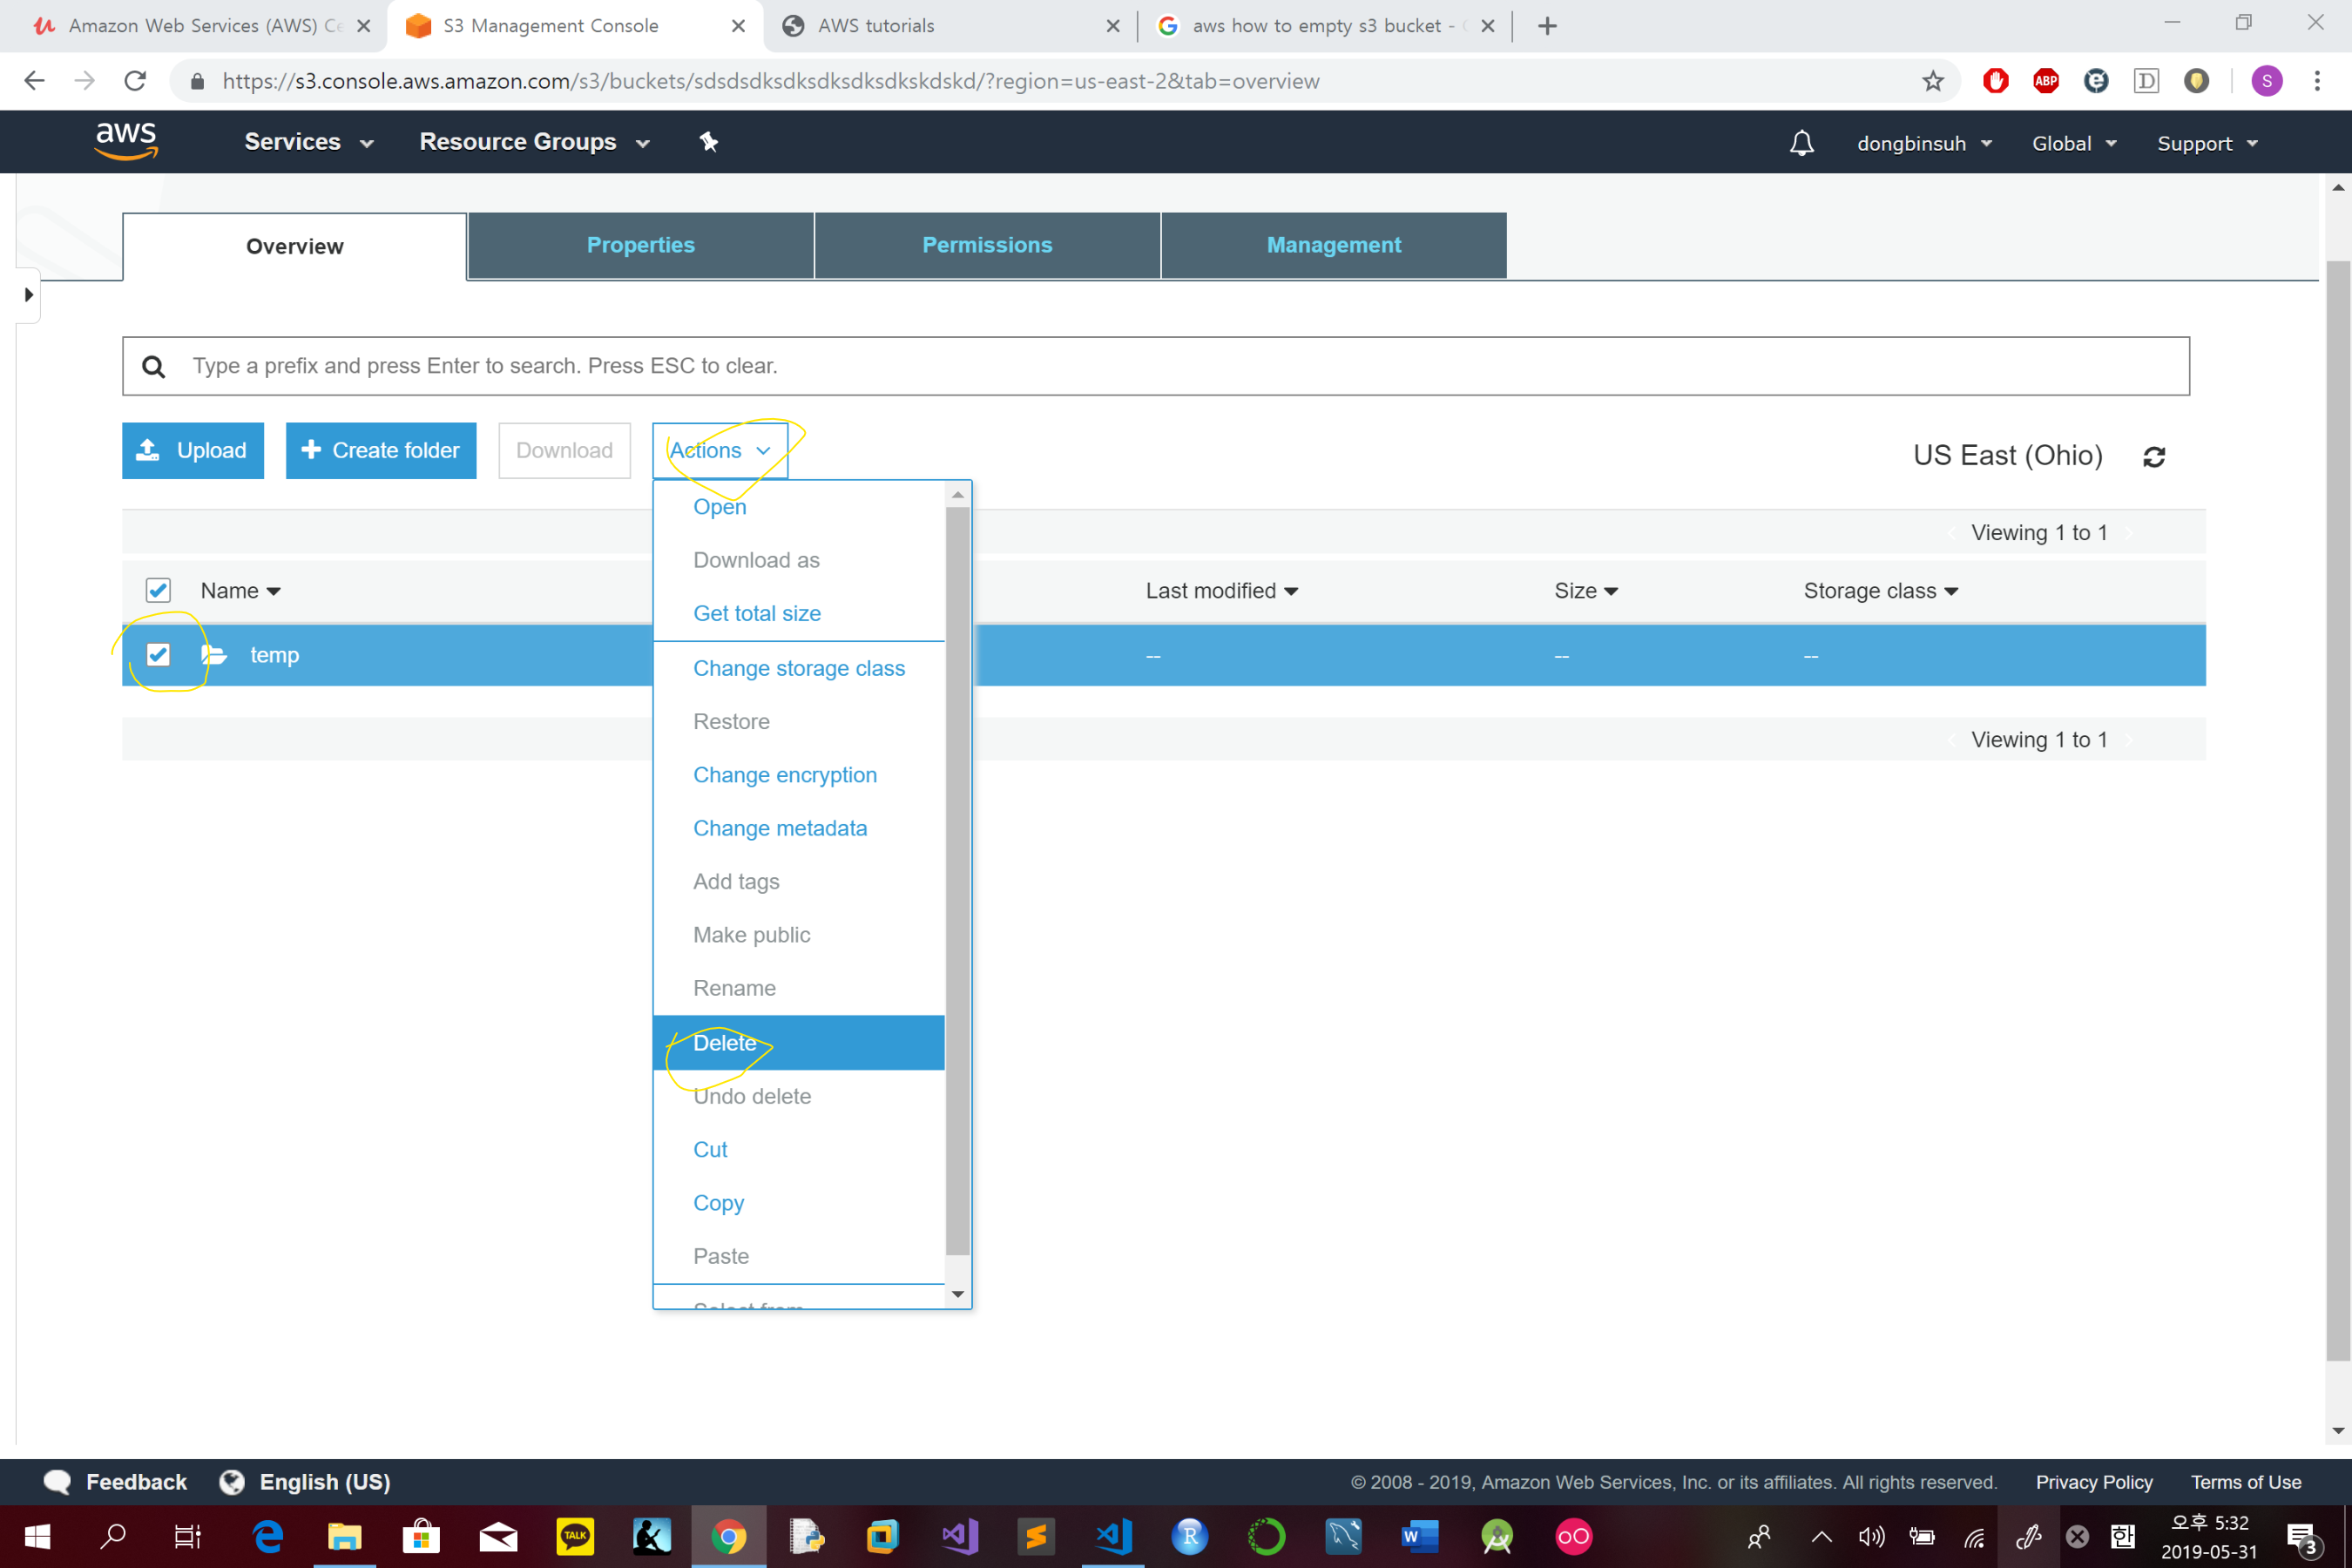 Amazon Web Services (AWS) Ce
S3 Management Console
AWS tutorials
aws how to empty s3 bucket -
https://s3.console.aws.amazon.com/s3/buckets/sdsdsdksdksdksdksdkskdskd/?region=us-east-2&tab=overview
ABP
D
S
aws
Services
Resource Groups
dongbinsuh
Global
Support
Overview
Properties
Permissions
Management
Type a prefix and press Enter to search. Press ESC to clear.
Upload
Create folder
Download
Actions
US East (Ohio)
Open
Viewing 1 to 1
Download as
Name
Last modified
Size
Storage class
Get total size
temp
--
--
--
Change storage class
Restore
Viewing 1 to 1
Change encryption
Change metadata
Add tags
Make public
Rename
Delete
Undo delete
Cut
Copy
Paste
Select from
Feedback
English (US)
© 2008 - 2019, Amazon Web Services, Inc. or its affiliates. All rights reserved.
Privacy Policy
Terms of Use
TALK
R
W
한
오후 5:32
2019-05-31
3